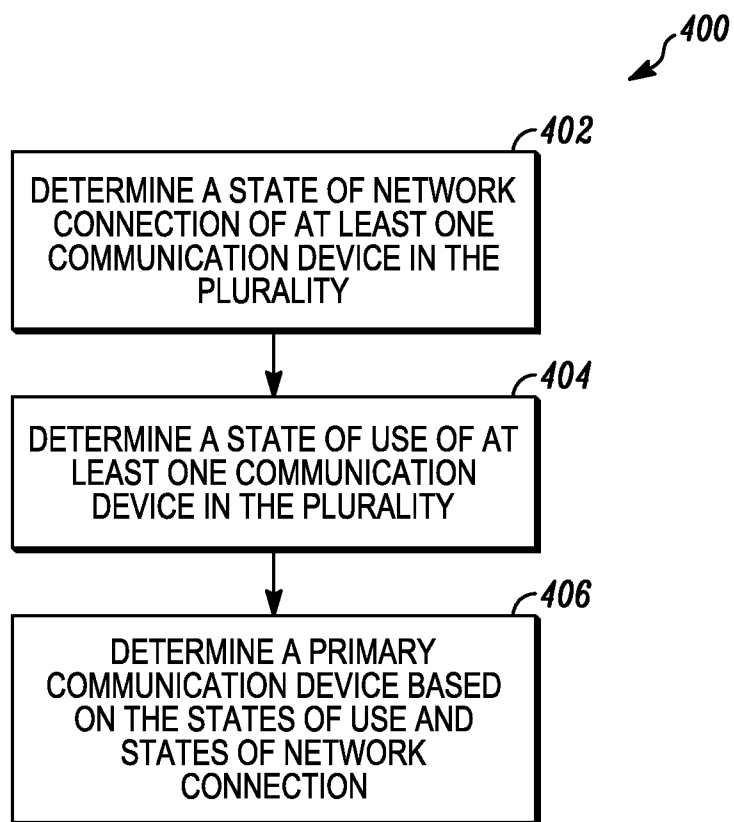 400
402
DETERMINE A STATE OF NETWORK
CONNECTION OF AT LEAST ONE
COMMUNICATION DEVICE IN THE
PLURALITY
404
DETERMINE A STATE OF USE OF AT
LEAST ONE COMMUNICATION
DEVICE IN THE PLURALITY
406
DETERMINE A PRIMARY
COMMUNICATION DEVICE BASED
ON THE STATES OF USE AND
STATES OF NETWORK
CONNECTION